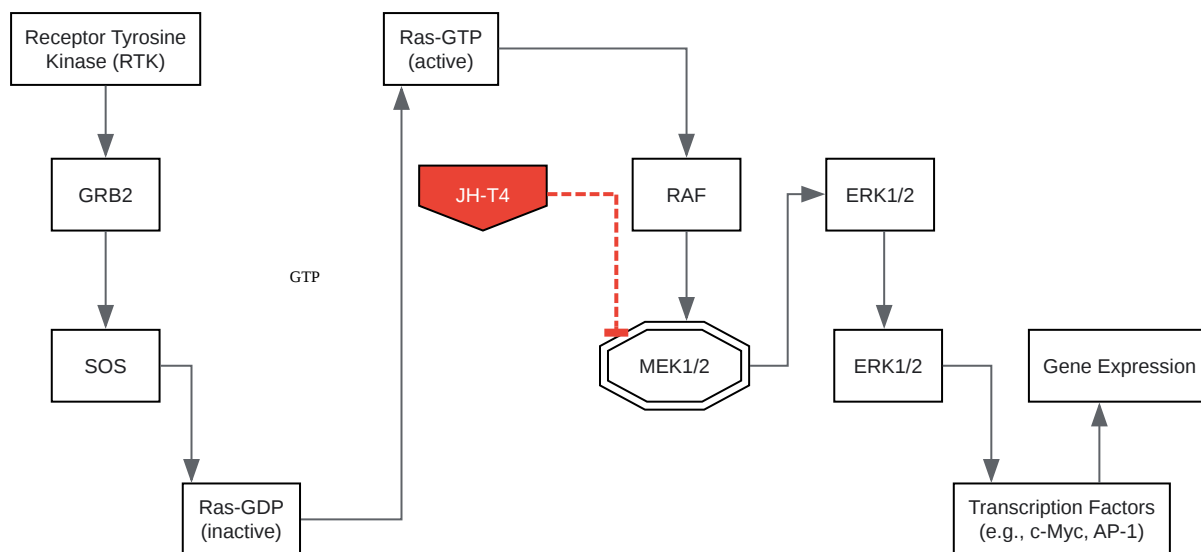 Receptor Tyrosine
Kinase (RTK)
GRB2
SOS
Ras-GDP
(inactive)
GTP
Ras-GTP
(active)
JH-T4
RAF
MEK1/2
ERK1/2
ERK1/2
Transcription Factors
(e.g., c-Myc, AP-1)
Gene Expression